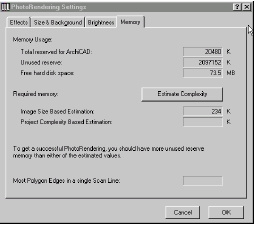 PhotoRendering Settings
Effects Size & Background Brightness Memory
Memory Usage:
Total reserved for ArchiCAD: 20480 K
Unused reserve: 2097152 K
Free hard disk space: 73.5 MB
Required memory: Estimate Complexity
Image Size Based Estimation: 234 K
Project Complexity Based Estimation: K
To get a successful PhotoRendering, you should have more unused reserve
memory than either of the estimated values.
Most Polygon Edges in a single Scan Line:
Cancel OK